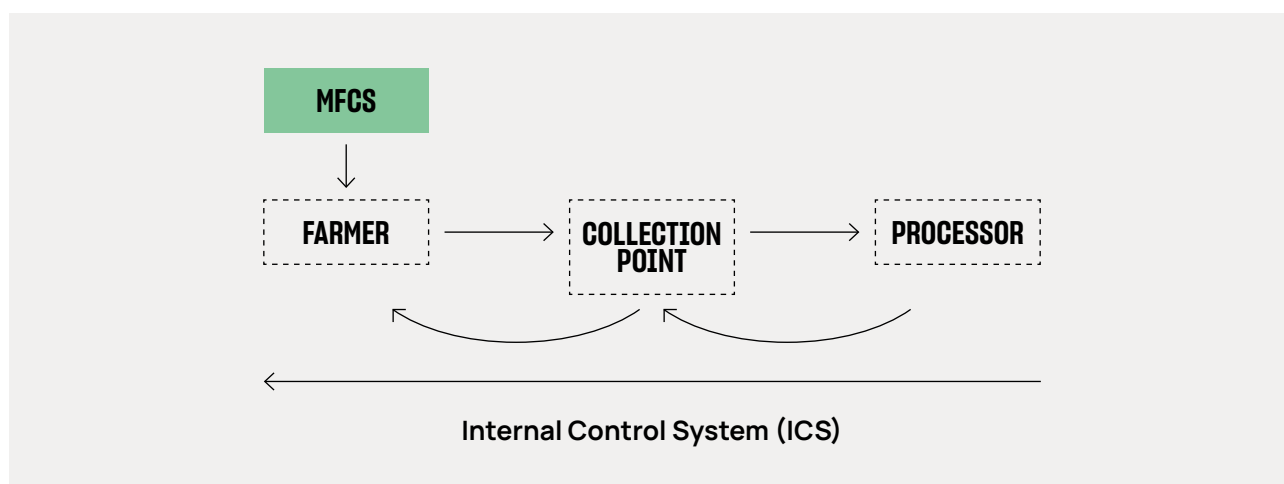 MFCS
FARMER
COLLECTION
POINT
PROCESSOR
Internal Control System (ICS)